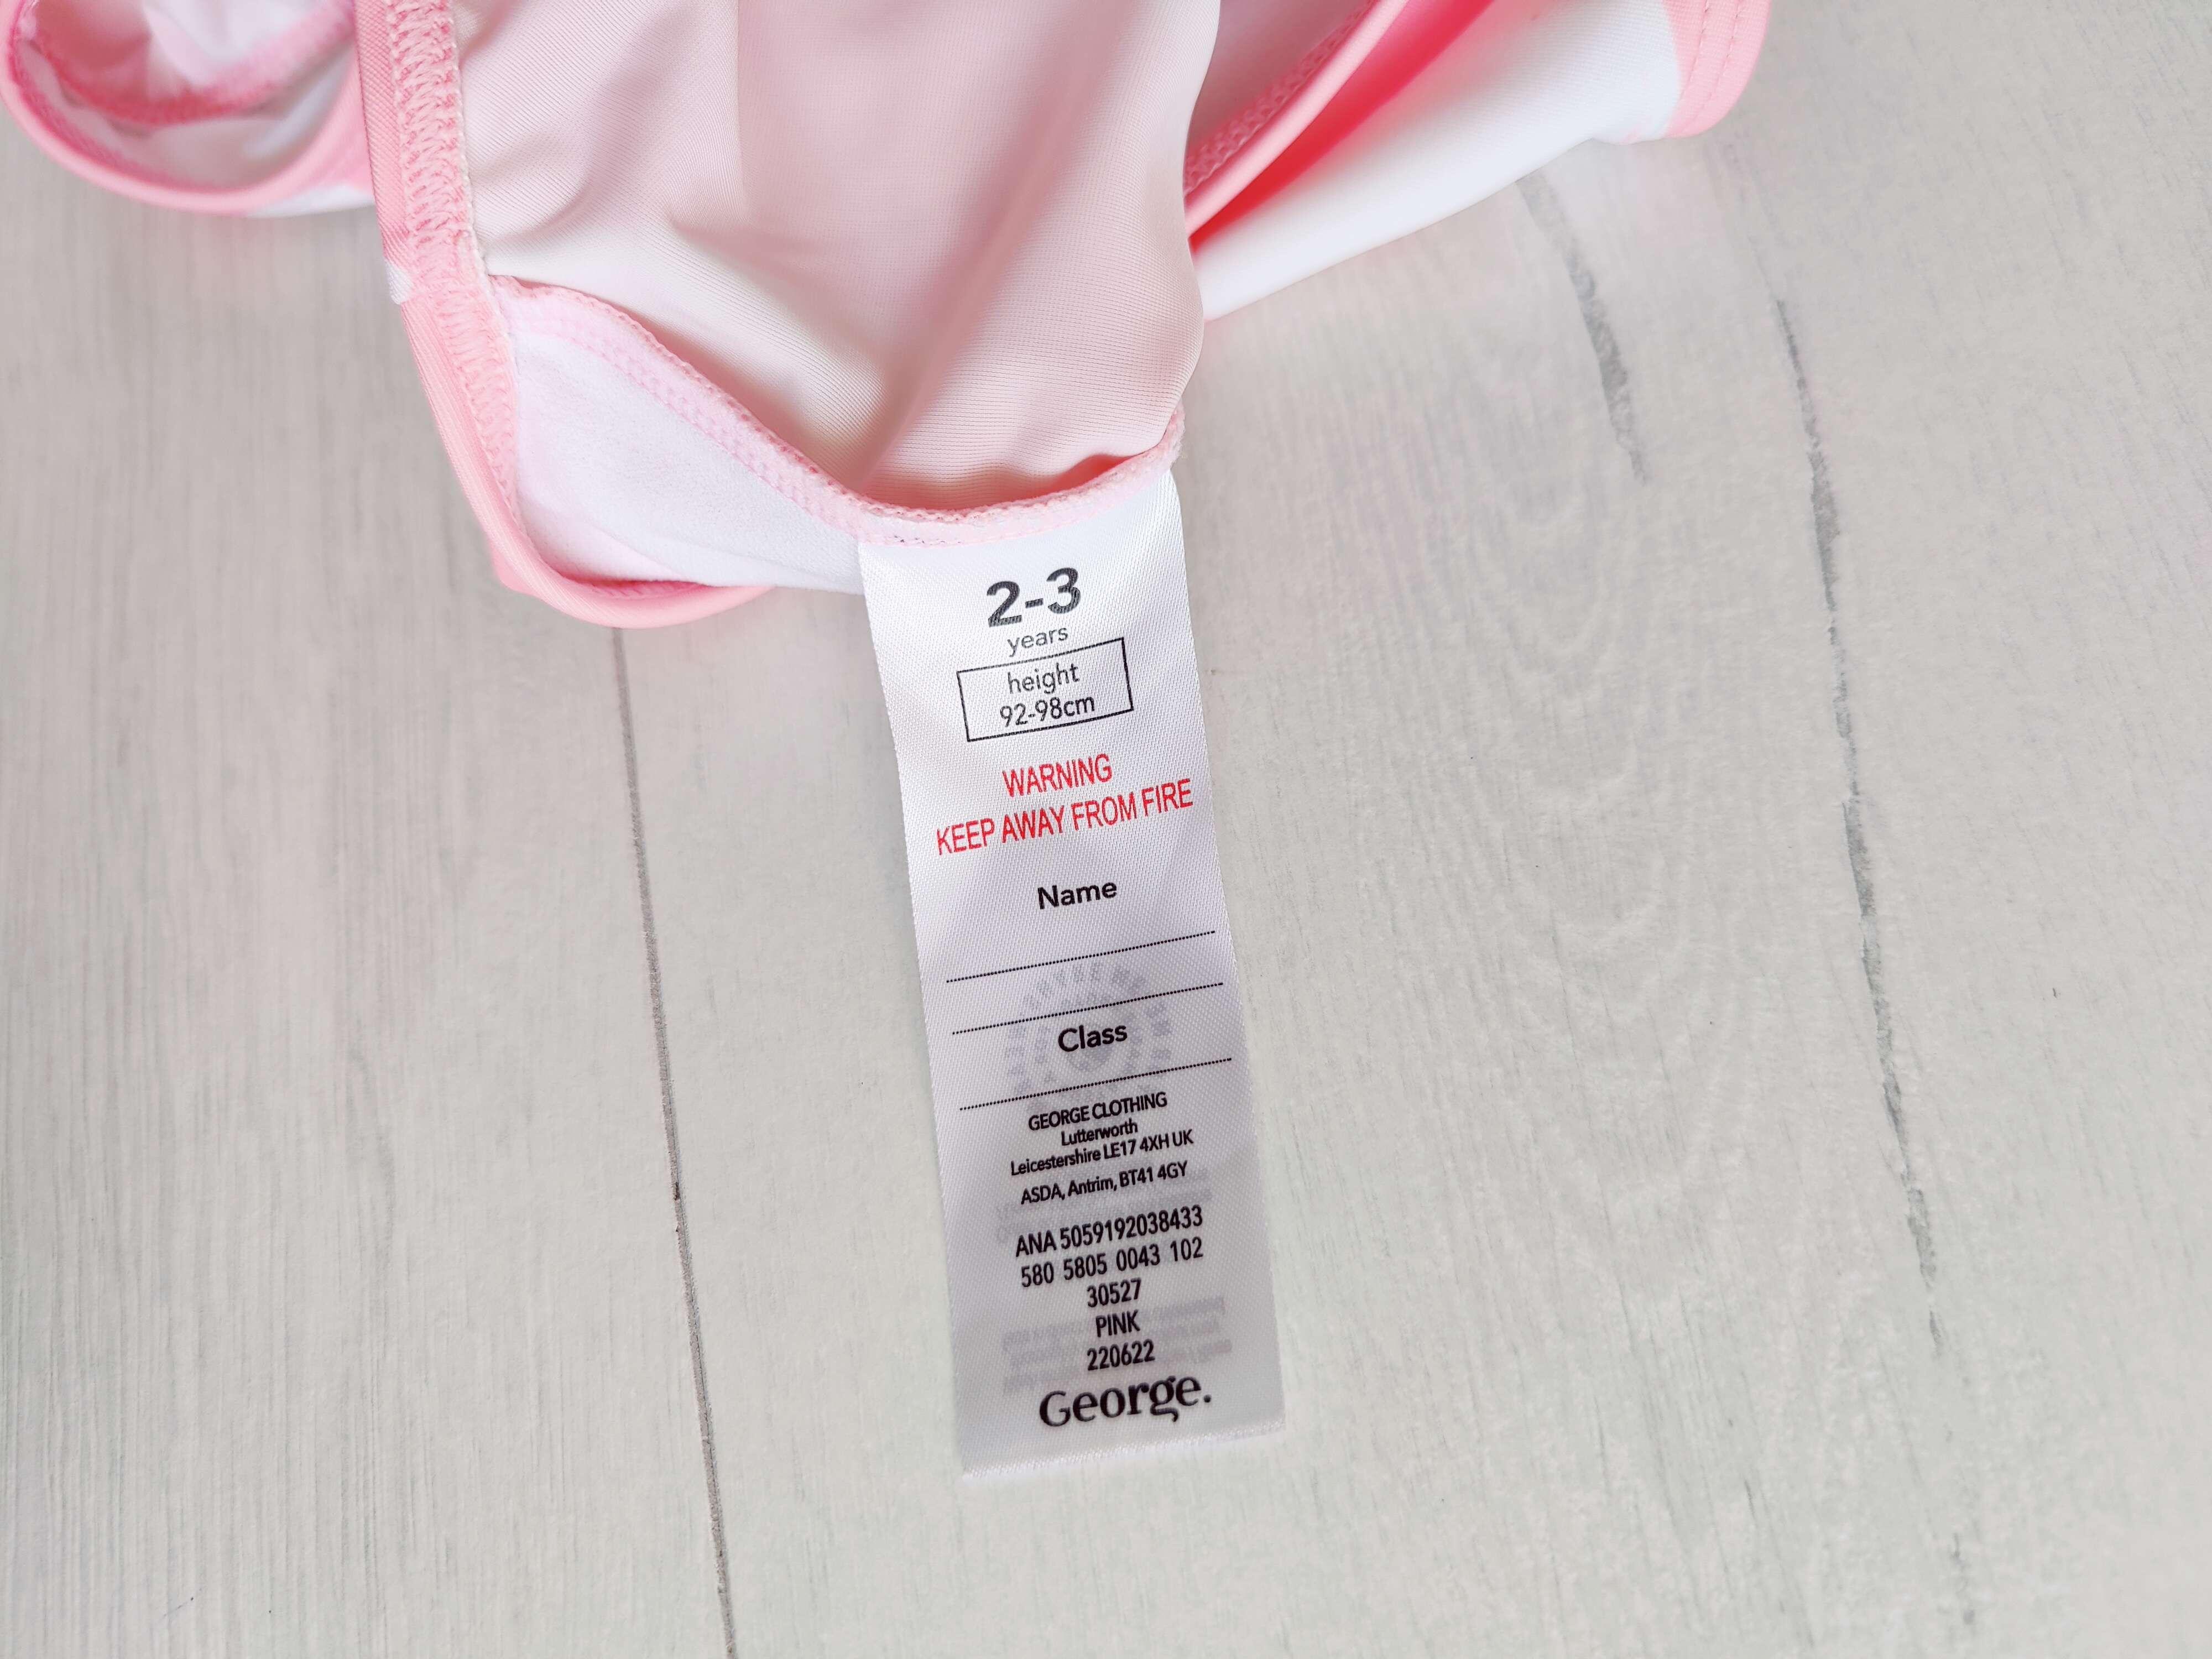 2-3
years
height
92-98cm
WARNING
KEEP AWAY FROM FIRE
Name
Class
GEORGE CLOTHING
Lutterworth
Leicestershire LE17 4XH UK
ASDA, Antrim, BT41 4GY
ANA 5059192038433
580 5805 0043 102
30527
PINK
220622
George.